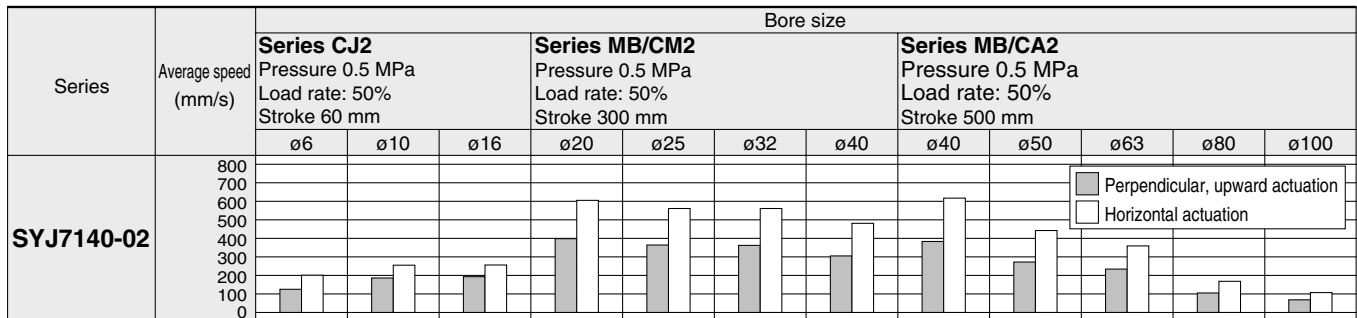 Bore size
Series
Average speed
(mm/s)
Series CJ2
Pressure 0.5 MPa
Load rate: 50%
Stroke 60 mm
Series MB/CM2
Pressure 0.5 MPa
Load rate: 50%
Stroke 300 mm
Series MB/CA2
Pressure 0.5 MPa
Load rate: 50%
Stroke 500 mm
ø6 ø10 ø16 ø20 ø25 ø32 ø40 ø40 ø50 ø63 ø80 ø100
SYJ7140-02
800
700
600
500
400
300
200
100
0
Perpendicular, upward actuation
Horizontal actuation